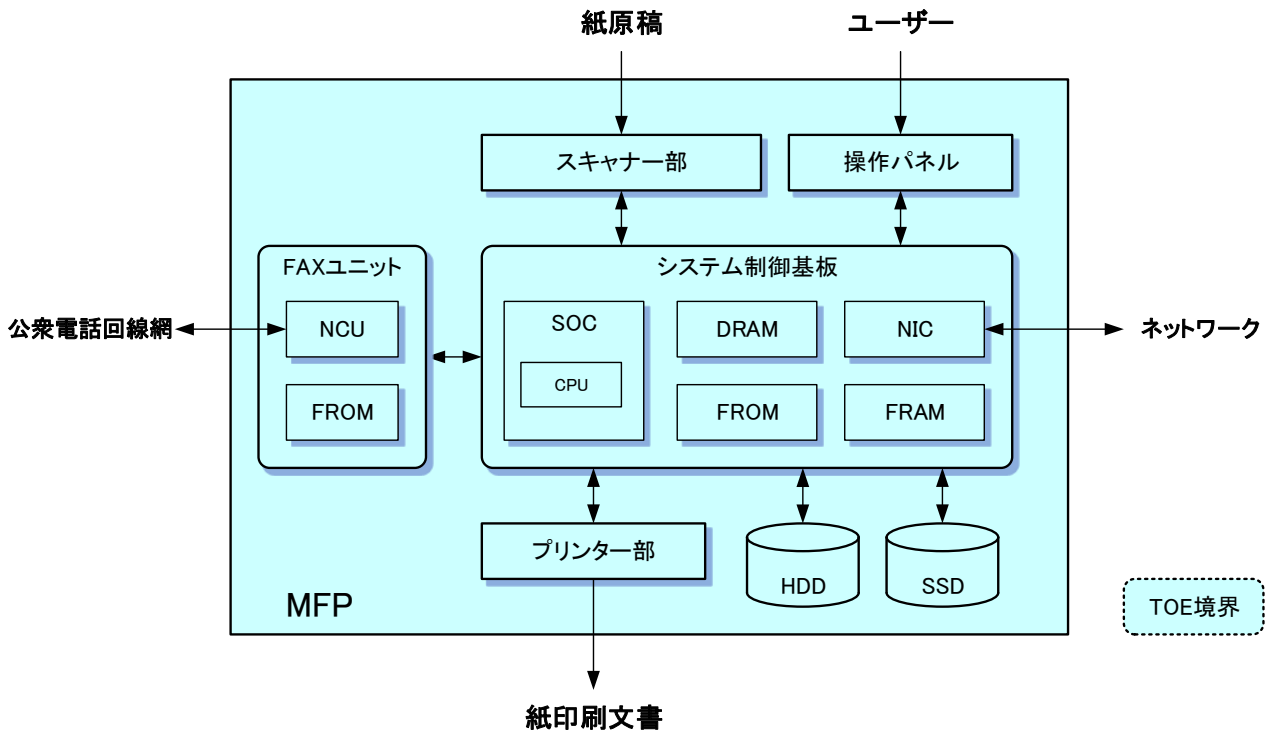 紙原稿
ユーザー
スキャナー部
操作パネル
FAXユニット
システム制御基板
公衆電話回線網
NCU
SOC
DRAM
NIC
ネットワーク
CPU
FROM
FROM
FRAM
プリンター部
HDD
SSD
MFP
TOE境界
紙印刷文書